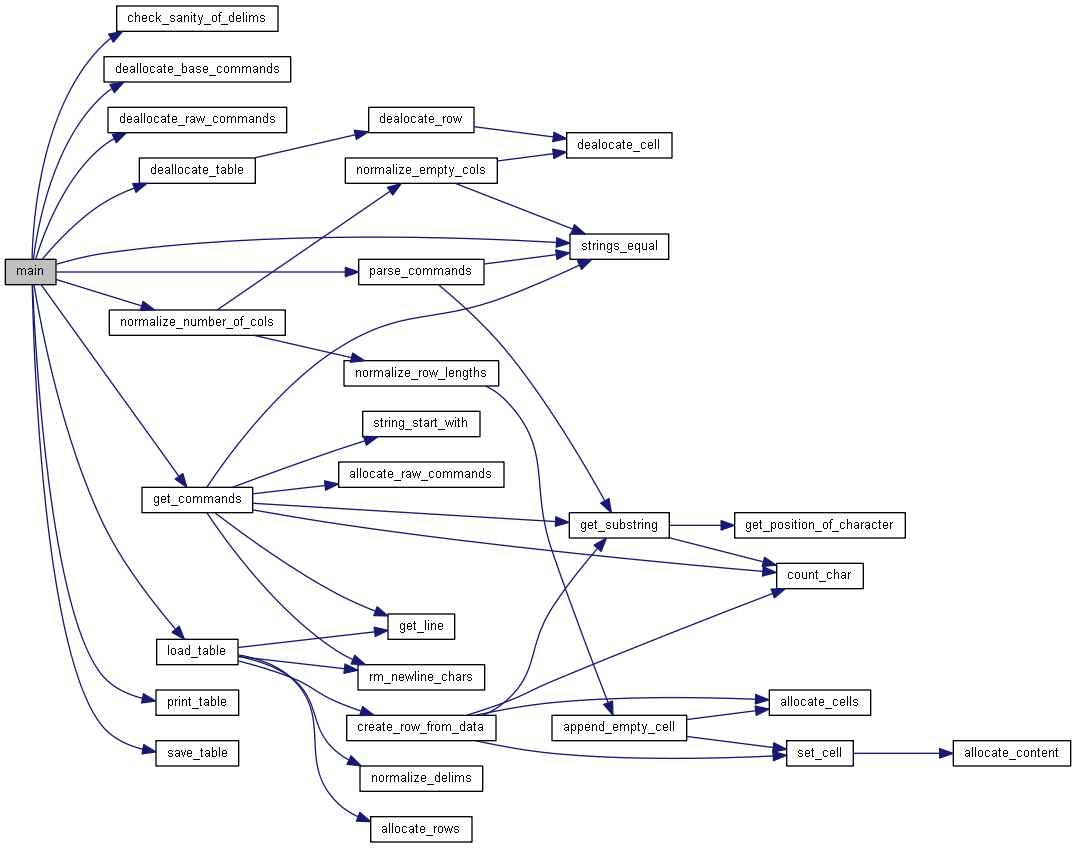 check_sanity_of_delims
deallocate_base_commands
deallocate_raw_commands
dealocate_row
dealocate_cell
deallocate_table
normalize_empty_cols
strings_equal
main
parse_commands
normalize_number_of_cols
normalize_row_lengths
string_start_with
allocate_raw_commands
get_commands
get_substring
get_position_of_character
count_char
get_line
load_table
rm_newline_chars
print_table
allocate_cells
create_row_from_data
append_empty_cell
save_table
set_cell
allocate_content
normalize_delims
allocate_rows